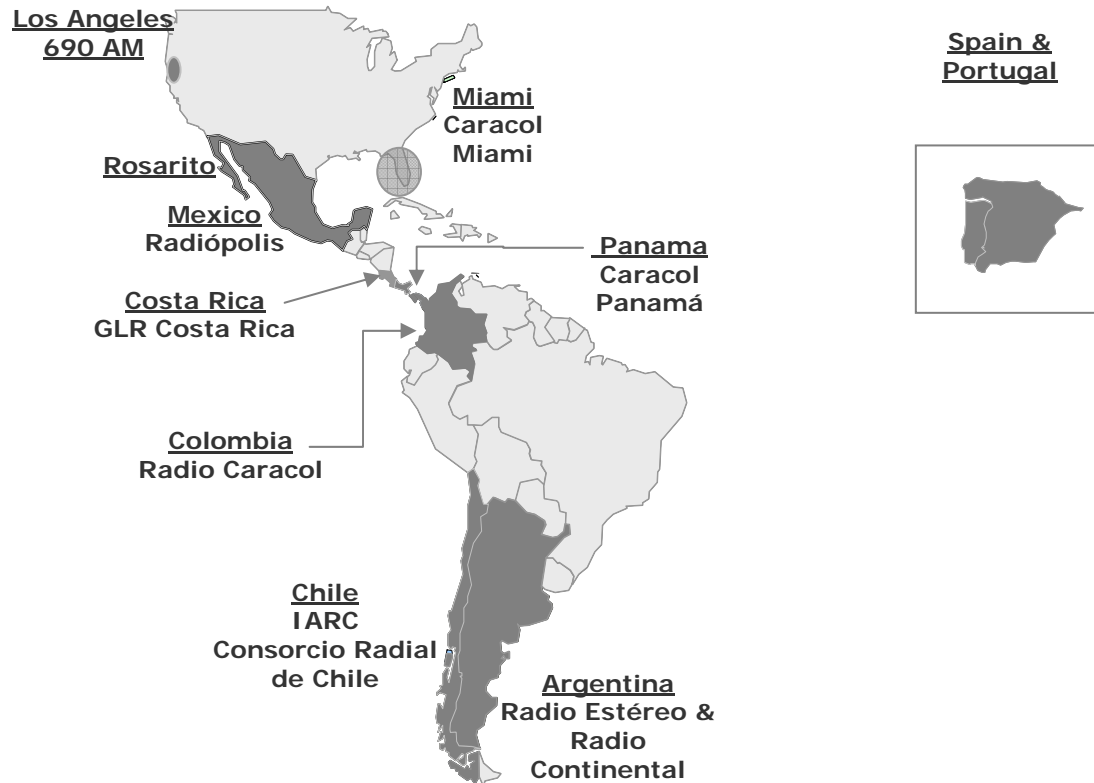 Los Angeles
690 AM
Spain &
Portugal
Miami
Caracol
Miami
Rosarito
Mexico
Radiópolis
Panama
Caracol
Panamá
Costa Rica
GLR Costa Rica
Colombia
Radio Caracol
Chile
IARC
Consorcio Radial
de Chile
Argentina
Radio Estéreo &
Radio
Continental